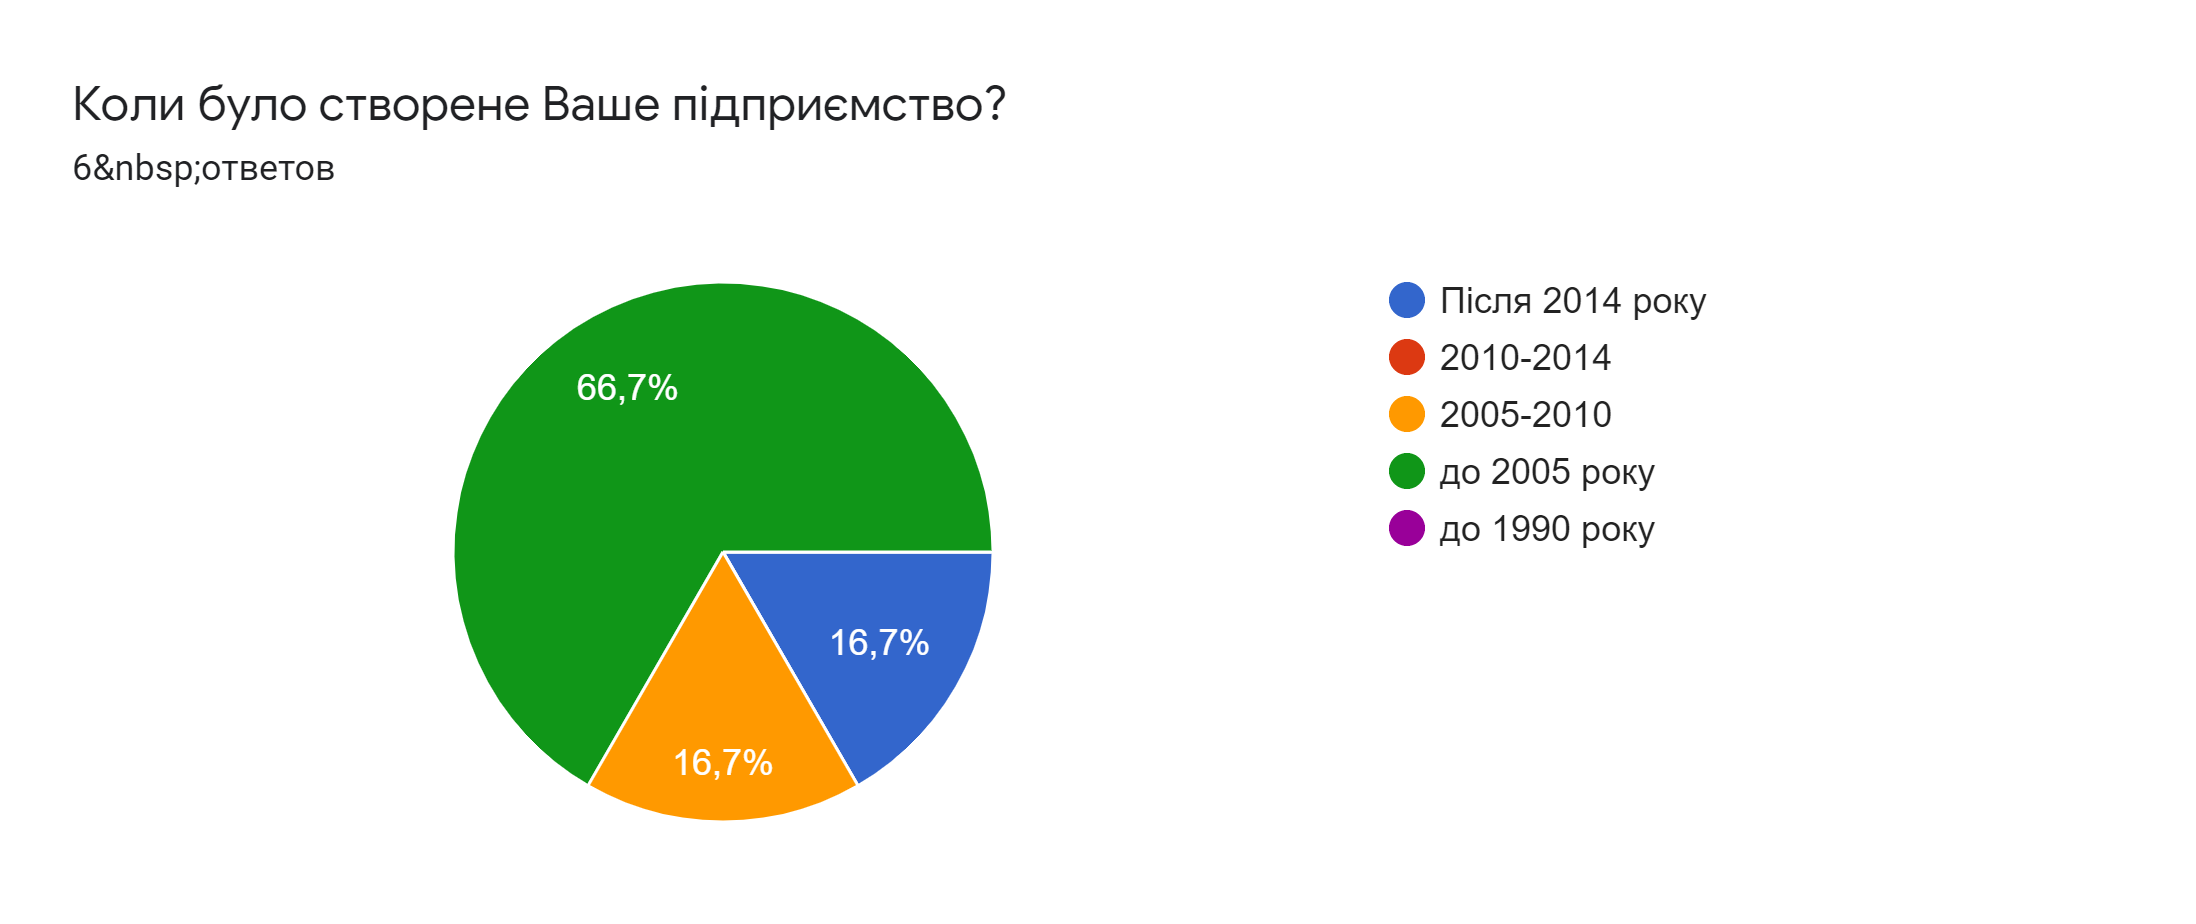 Коли було створене Ваше підприємство?
6&nbsp;ответов
66,7%
16,7%
16,7%
Після 2014 року
2010-2014
2005-2010
до 2005 року
до 1990 року